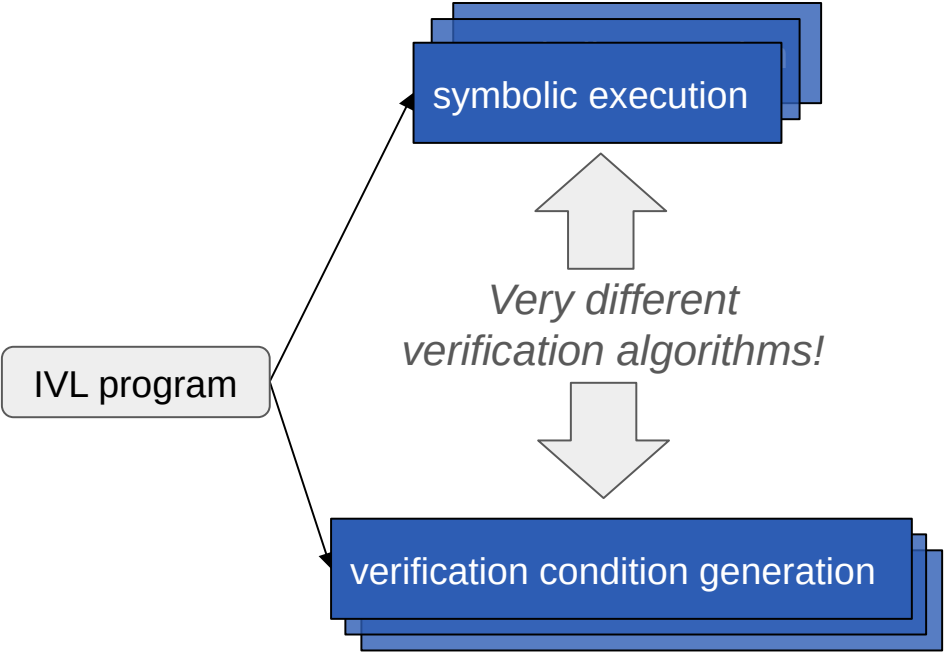 symbolic execution
Very different
verification algorithms!
IVL program
verification condition generation